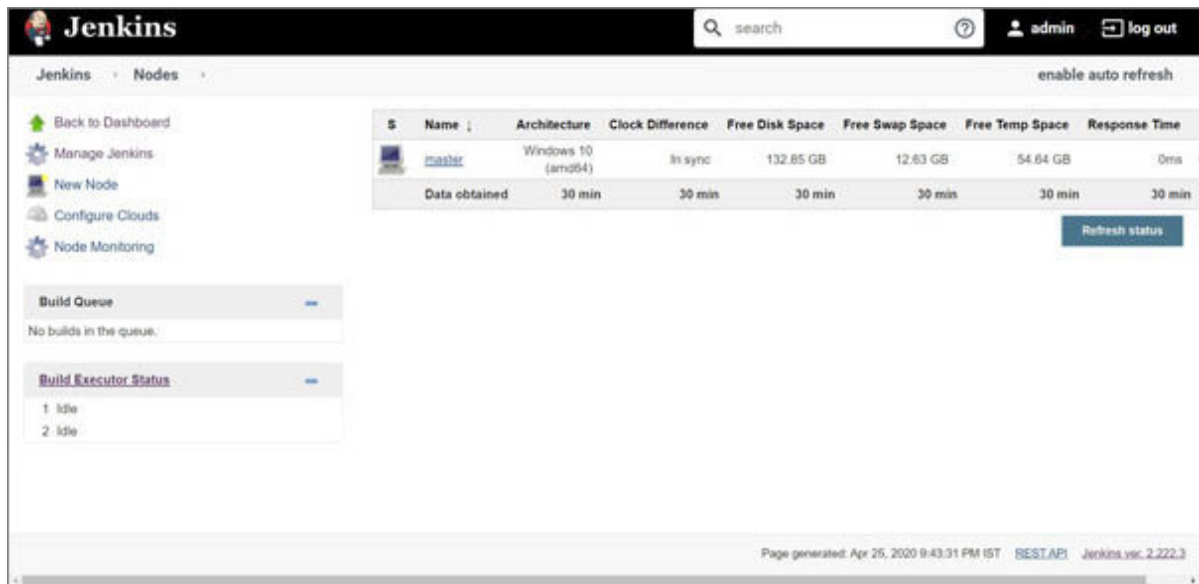 Jenkins
search
admin
log out
Jenkins
Nodes
enable auto refresh
Back to Dashboard
Manage Jenkins
New Node
Configure Clouds
Node Monitoring
S Name ↓ Architecture Clock Difference Free Disk Space Free Swap Space Free Temp Space Response Time
master Windows 10 (amd64) In sync 132.85 GB 12.63 GB 54.64 GB 0ms
Data obtained 30 min 30 min 30 min 30 min 30 min 30 min
Refresh status
Build Queue
No builds in the queue.
Build Executor Status
1 Idle
2 Idle
Page generated: Apr 25, 2020 9:43:31 PM IST REST API Jenkins ver. 2.222.3